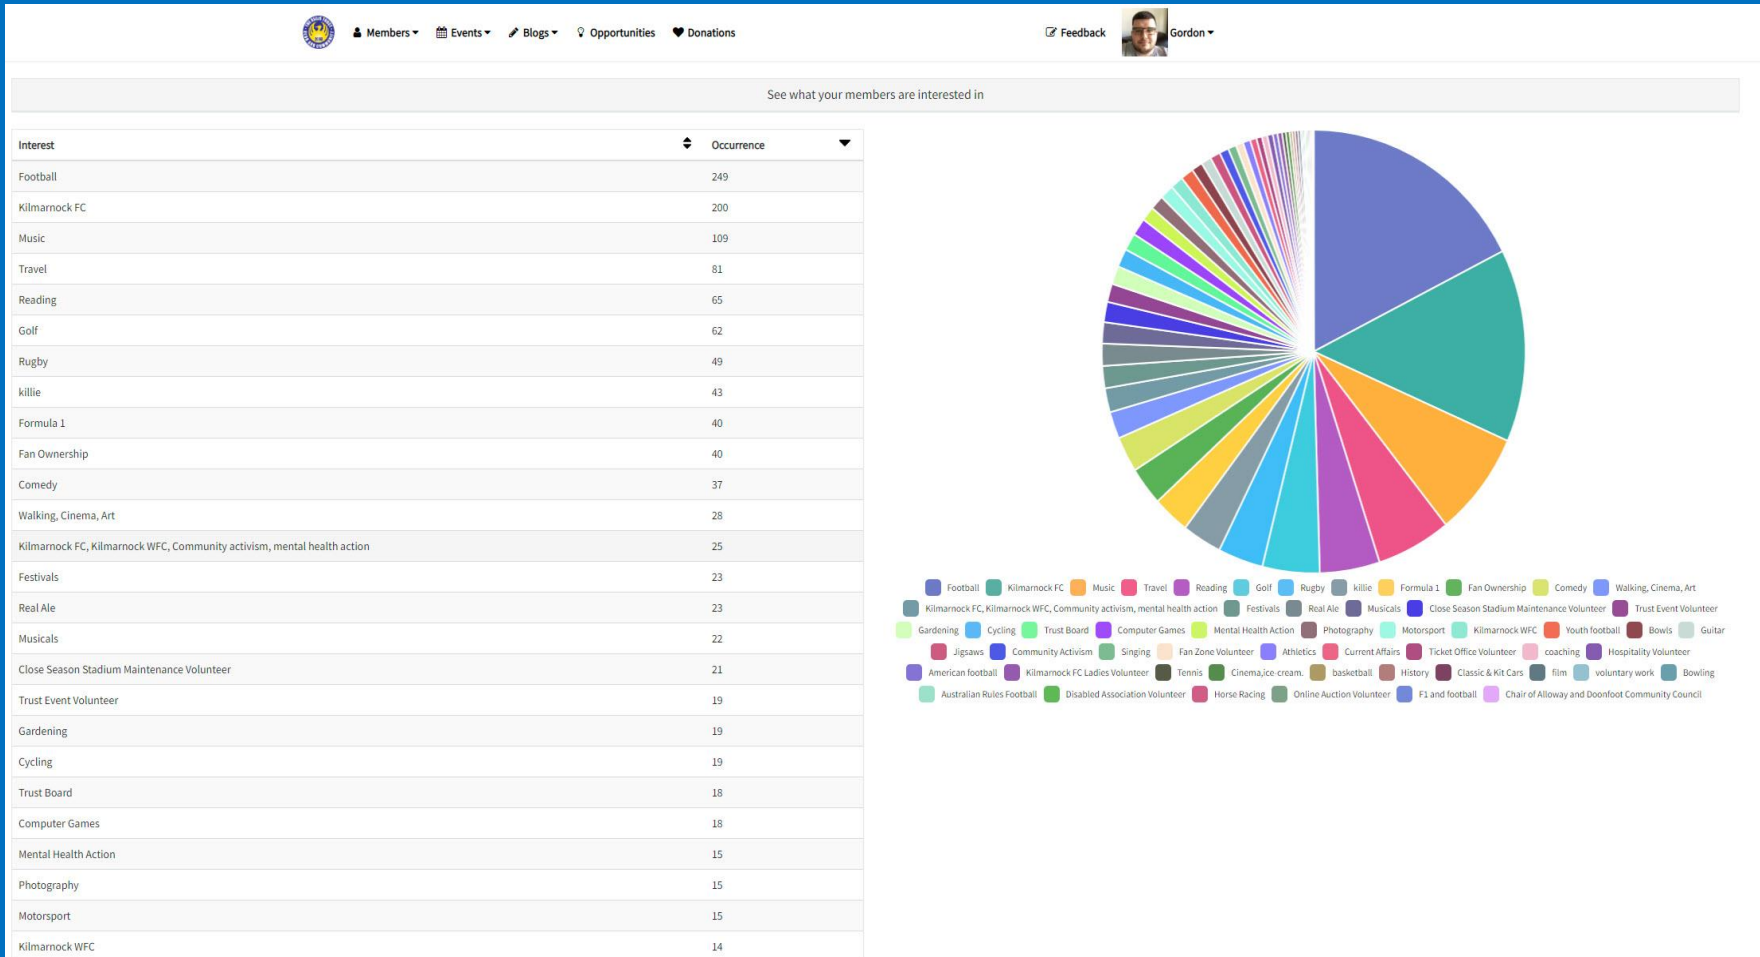 Members Events Blogs Opportunities Donations Feedback Gordon
See what your members are interested in
Interest Occurrence
Football 249
Kilmarnock FC 200
Music 109
Travel 81
Reading 65
Golf 62
Rugby 49
killie 43
Formula 1 40
Fan Ownership 40
Comedy 37
Walking, Cinema, Art 28
Kilmarnock FC, Kilmarnock WFC, Community activism, mental health action 25
Festivals 23
Real Ale 23
Musicals 22
Close Season Stadium Maintenance Volunteer 21
Trust Event Volunteer 19
Gardening 19
Cycling 19
Trust Board 18
Computer Games 18
Mental Health Action 15
Photography 15
Motorsport 15
Kilmarnock WFC 14
Football Kilmarnock FC Music Travel Reading Golf Rugby killie Formula 1 Fan Ownership Comedy Walking, Cinema, Art
Kilmarnock FC, Kilmarnock WFC, Community activism, mental health action Festivals Real Ale Musicals Close Season Stadium Maintenance Volunteer Trust Event Volunteer
Gardening Cycling Trust Board Computer Games Mental Health Action Photography Motorsport Kilmarnock WFC Youth football Bowls Guitar
Jigsaws Community Activism Singing Fan Zone Volunteer Athletics Current Affairs Ticket Office Volunteer coaching Hospitality Volunteer
American football Kilmarnock FC Ladies Volunteer Tennis Cinema,ice-cream. basketball History Classic & Kit Cars film voluntary work Bowling
Australian Rules Football Disabled Association Volunteer Horse Racing Online Auction Volunteer F1 and football Chair of Alloway and Doonfoot Community Council